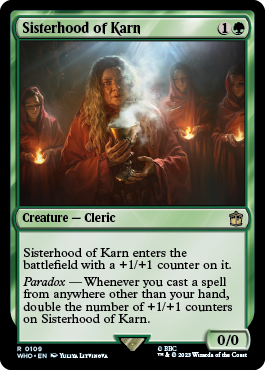 Sisterhood of Karn 1
Creature — Cleric
Sisterhood of Karn enters the
battlefield with a +1/+1 counter on it.
Paradox — Whenever you cast a spell
from anywhere other than your hand,
double the number of +1/+1 counters
on Sisterhood of Karn.
0/0
R 0109
WHO • EN YULIYA LITVINOVA
© BBC
™ & © 2023 Wizards of the Coast